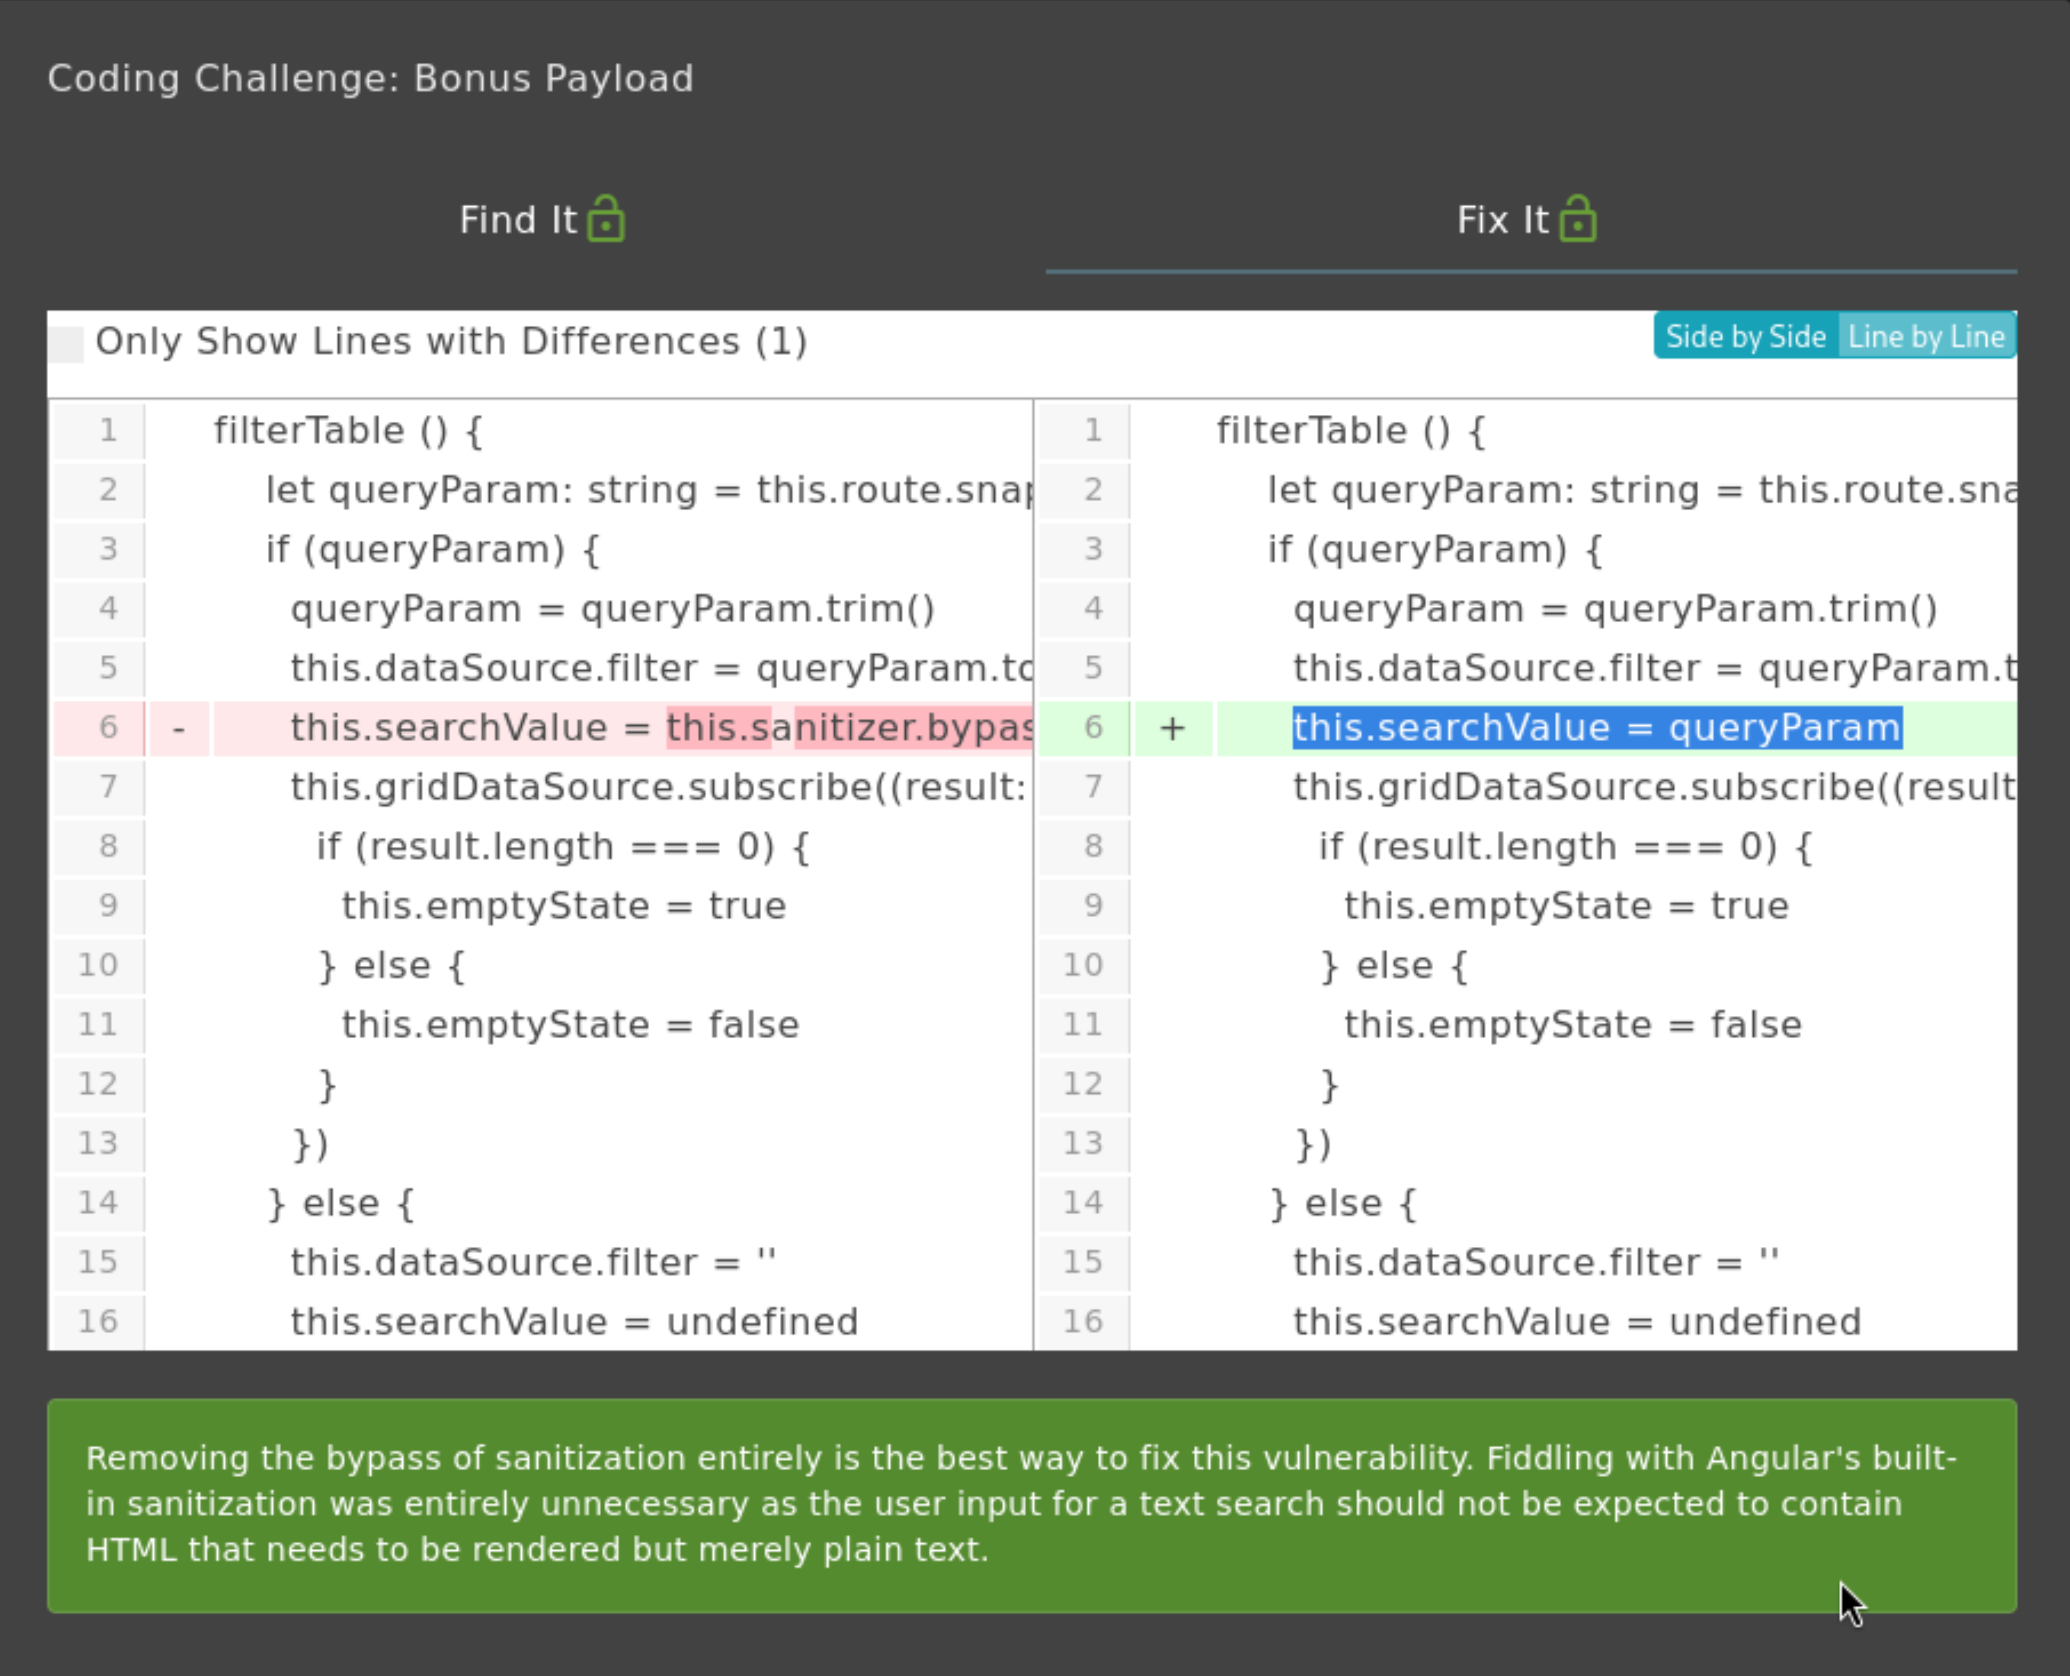 Coding Challenge: Bonus Payload
Find It
Fix It
Only Show Lines with Differences (1)
Side by Side Line by Line
1 filterTable () {
2 let queryParam: string = this.route.snap
3 if (queryParam) {
4 queryParam = queryParam.trim()
5 this.dataSource.filter = queryParam.to
6 - this.searchValue = this.sanitizer.bypas
7 this.gridDataSource.subscribe((result:
8 if (result.length === 0) {
9 this.emptyState = true
10 } else {
11 this.emptyState = false
12 }
13 })
14 } else {
15 this.dataSource.filter = ''
16 this.searchValue = undefined
1 filterTable () {
2 let queryParam: string = this.route.sna
3 if (queryParam) {
4 queryParam = queryParam.trim()
5 this.dataSource.filter = queryParam.t
6 + this.searchValue = queryParam
7 this.gridDataSource.subscribe((result
8 if (result.length === 0) {
9 this.emptyState = true
10 } else {
11 this.emptyState = false
12 }
13 })
14 } else {
15 this.dataSource.filter = ''
16 this.searchValue = undefined
Removing the bypass of sanitization entirely is the best way to fix this vulnerability. Fiddling with Angular's built-
in sanitization was entirely unnecessary as the user input for a text search should not be expected to contain
HTML that needs to be rendered but merely plain text.